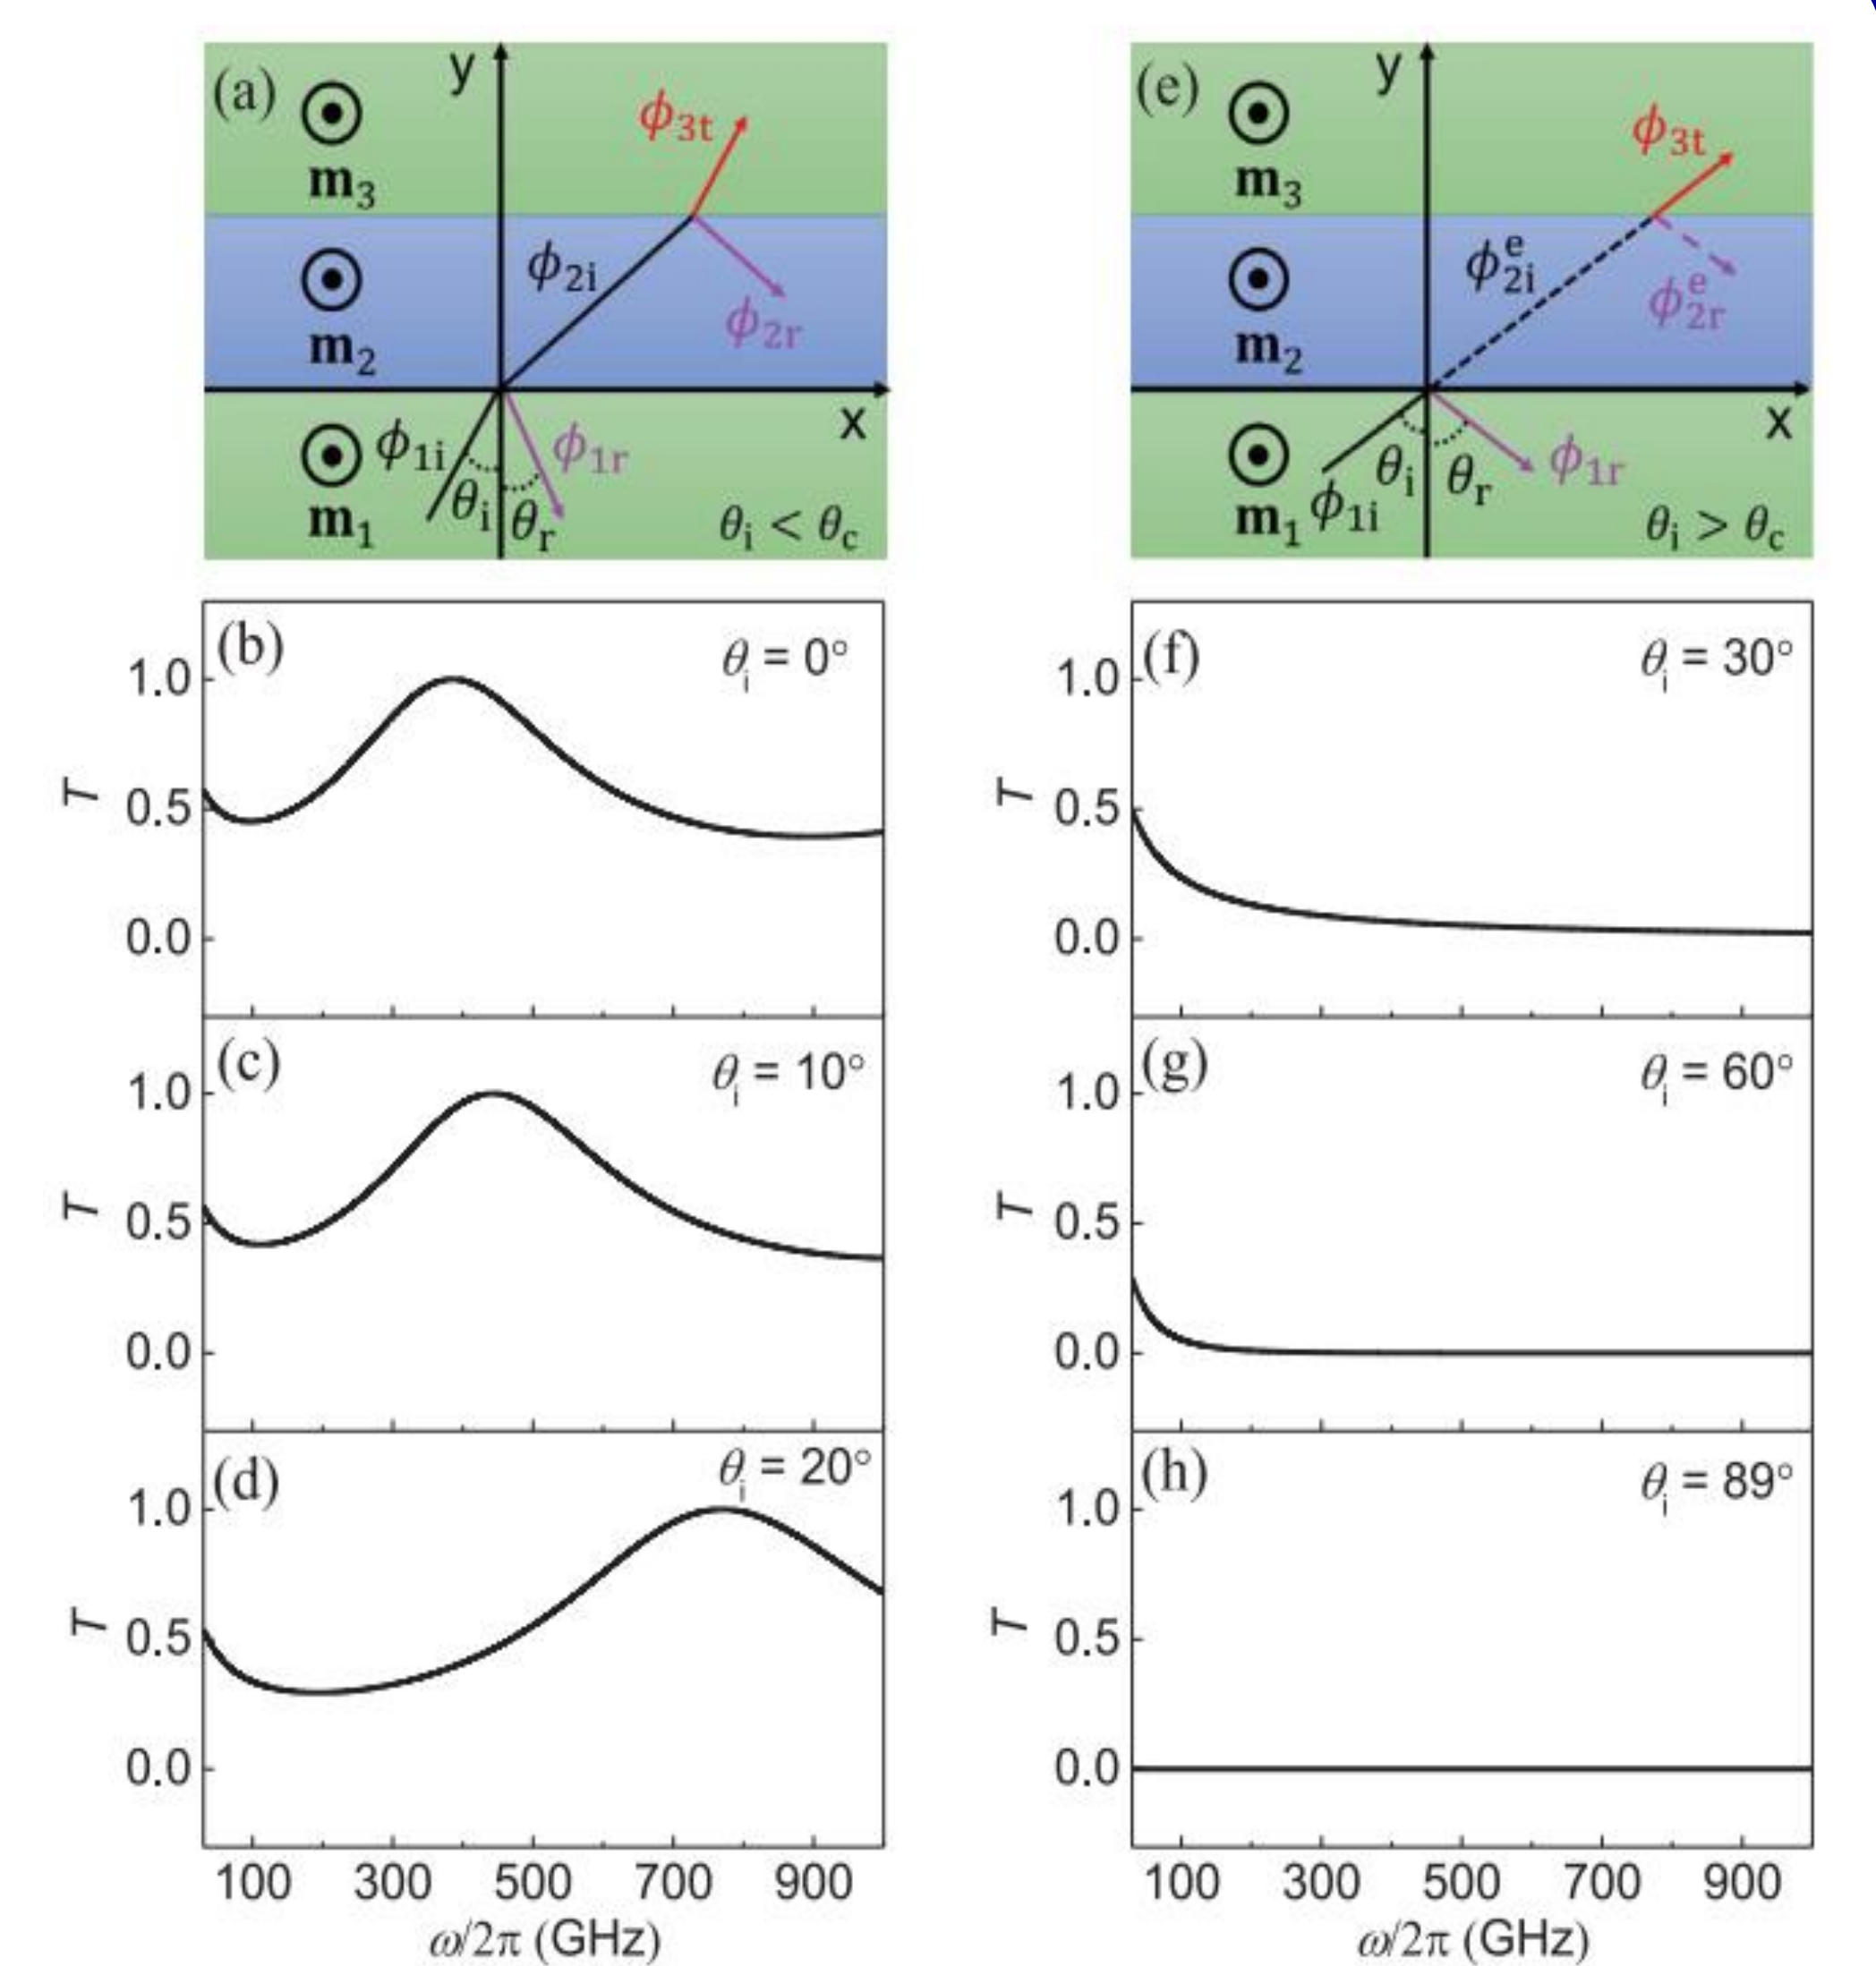 (a)
y
ϕ3t
m3
ϕ2i
ϕ2r
m2
x
ϕ1i
ϕ1r
m1
θi
θr
θi < θc
(e)
y
ϕ3t
m3
ϕᵉ2i
ϕᵉ2r
m2
x
θi
θr
ϕ1r
m1
ϕ1i
θi > θc
(b)
θi = 0°
1.0
T
0.5
0.0
(f)
θi = 30°
1.0
T
0.5
0.0
(c)
θi = 10°
1.0
T
0.5
0.0
(g)
θi = 60°
1.0
T
0.5
0.0
(d)
θi = 20°
1.0
T
0.5
0.0
100 300 500 700 900
ω/2π (GHz)
(h)
θi = 89°
1.0
T
0.5
0.0
100 300 500 700 900
ω/2π (GHz)